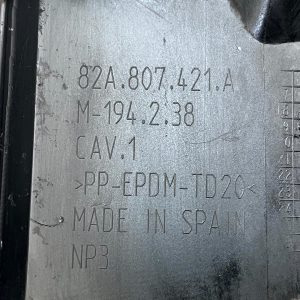 82A.807.421.A
M-194.2.38
CAV.1
>PP-EPDM-TD20<
MADE IN SPAIN
NP3